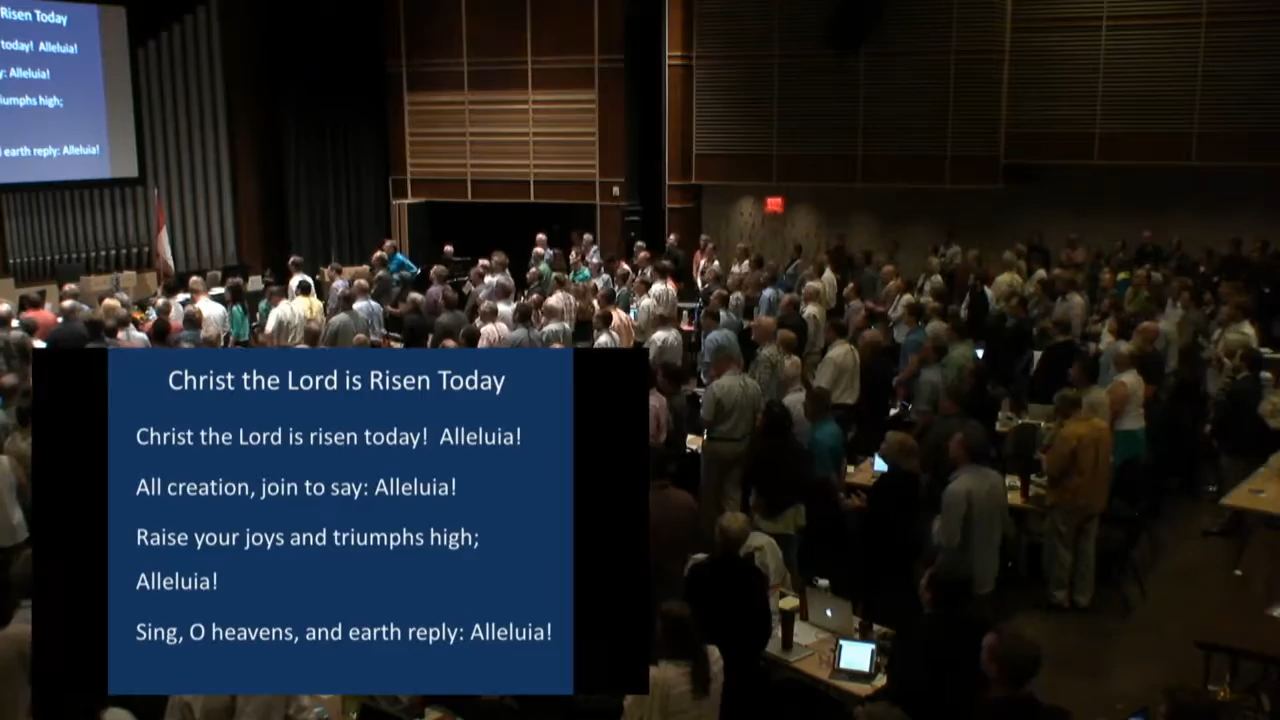 Risen Today
today!  Alleluia!
y: Alleluia!
iumphs high;
earth reply: Alleluia!
Christ the Lord is Risen Today
Christ the Lord is risen today!  Alleluia!
All creation, join to say: Alleluia!
Raise your joys and triumphs high;
Alleluia!
Sing, O heavens, and earth reply: Alleluia!